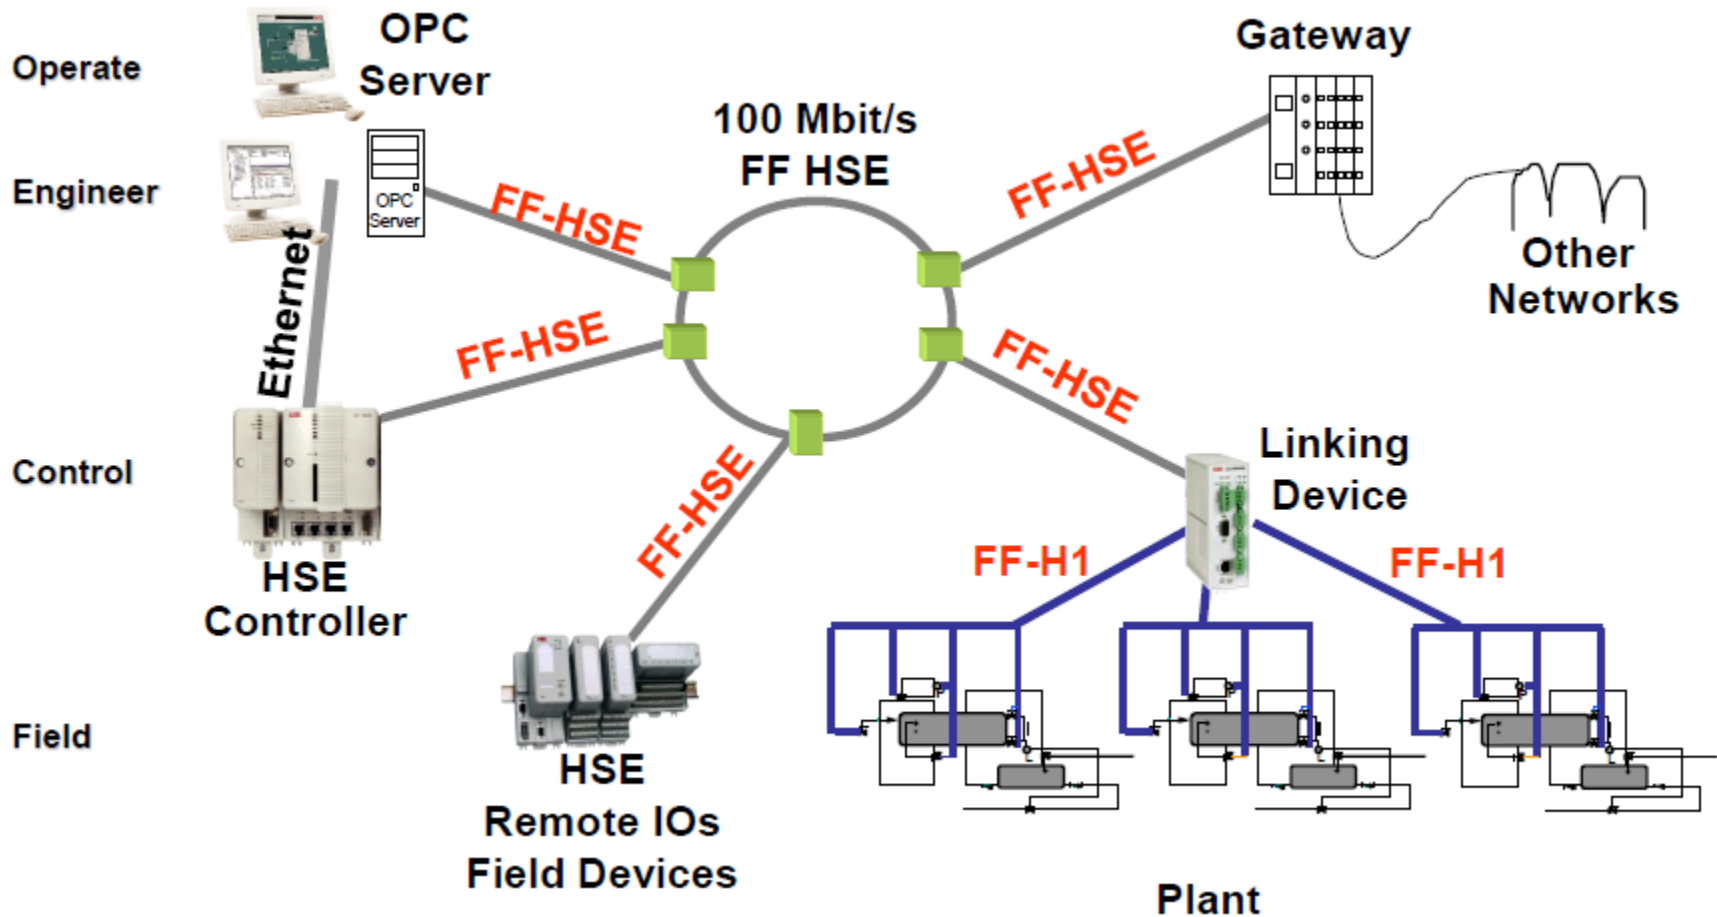 Operate
OPC
Server
Gateway
100 Mbit/s
FF HSE
Engineer
OPC
Server
FF-HSE
FF-HSE
Other
Networks
Ethernet
FF-HSE
FF-HSE
Control
Linking
Device
FF-HSE
HSE
Controller
FF-H1
FF-H1
Field
HSE
Remote IOs
Field Devices
Plant